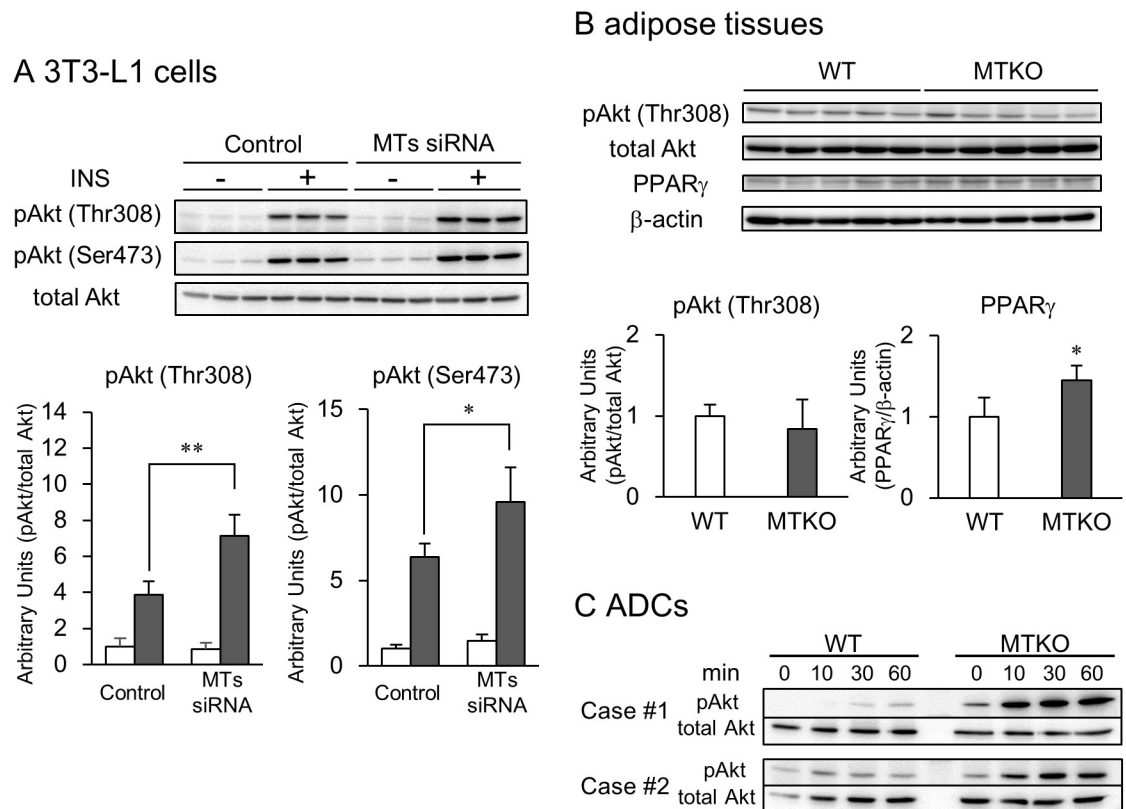 A 3T3-L1 cells
Control MTs siRNA
INS - + - +
pAkt (Thr308)
pAkt (Ser473)
total Akt
pAkt (Thr308)
Arbitrary Units (pAkt/total Akt)
14
12
10
8
6
4
2
0
**
Control MTs siRNA
pAkt (Ser473)
Arbitrary Units (pAkt/total Akt)
15
10
5
0
*
Control MTs siRNA
B adipose tissues
WT MTKO
pAkt (Thr308)
total Akt
PPARγ
β-actin
pAkt (Thr308)
Arbitrary Units
(pAkt/total Akt)
2
1
0
WT MTKO
PPARγ
Arbitrary Units
(PPARγ/β-actin)
2
1
0
*
WT MTKO
C ADCs
WT MTKO
min 0 10 30 60 0 10 30 60
Case #1 pAkt
total Akt
Case #2 pAkt
total Akt